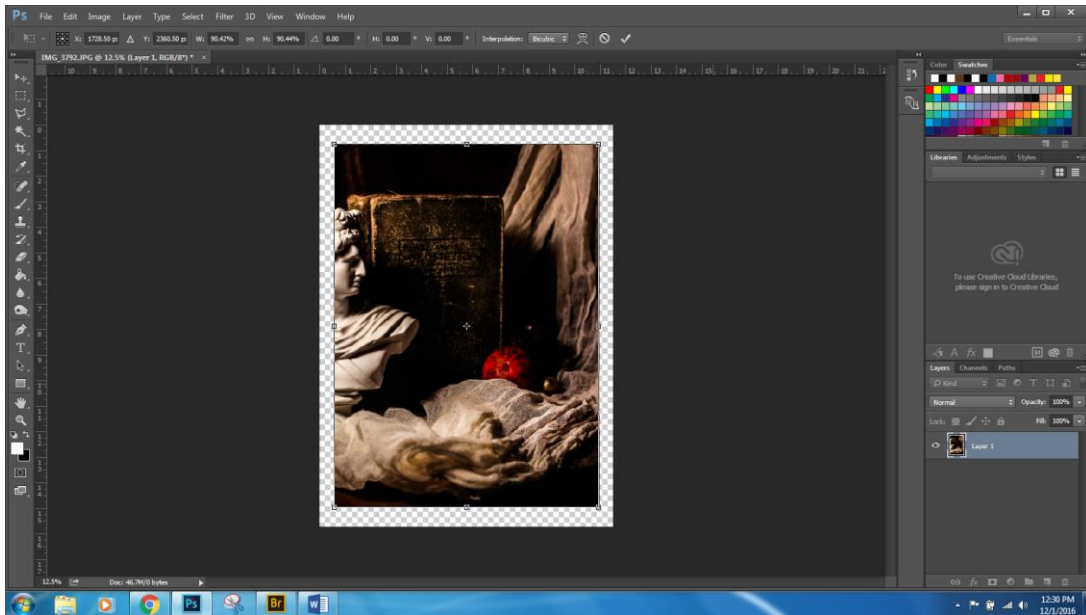 Ps File Edit Image Layer Type Select Filter 3D View Window Help
X: 1728.50 px Y: 2360.50 px W: 90.42% H: 90.44% 0.00 ° H: 0.00 ° V: 0.00 ° Interpolation: Bicubic Essentials
IMG_3792.JPG @ 12.5% (Layer 1, RGB/8*) * ×
Color Swatches
Libraries Adjustments Styles
To use Creative Cloud Libraries,
please sign in to Creative Cloud
Layers Channels Paths
Kind
Normal Opacity: 100%
Lock: Fill: 100%
Layer 1
12.5% Doc: 46.7M/0 bytes
Ps Br W
12:30 PM
12/1/2016